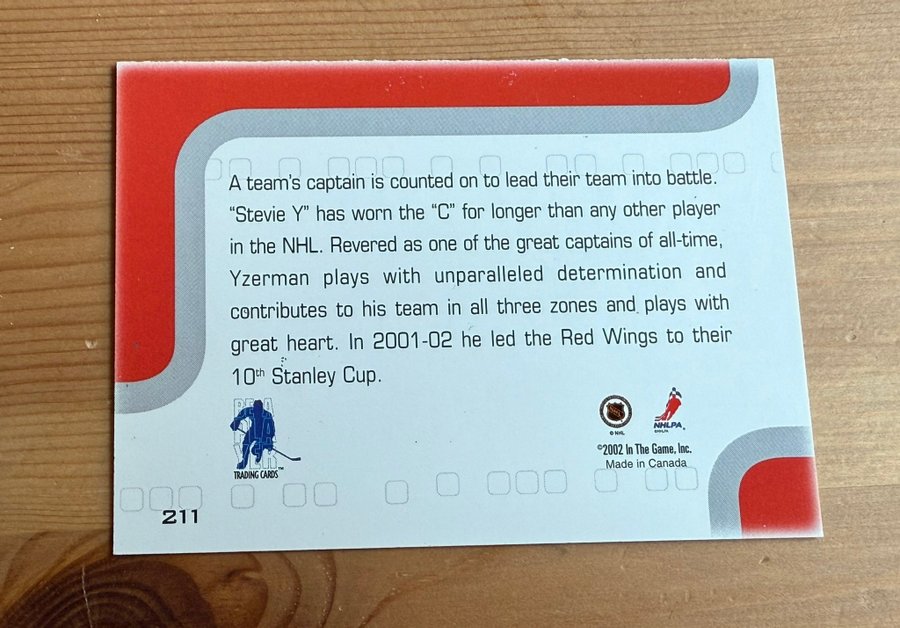 A team's captain is counted on to lead their team into battle.
“Stevie Y” has worn the “C” for longer than any other player
in the NHL. Revered as one of the great captains of all-time,
Yzerman plays with unparalleled determination and
contributes to his team in all three zones and plays with
great heart. In 2001-02 he led the Red Wings to their
10th Stanley Cup.
BE A
PLAYER
TRADING CARDS™
© NHL
NHLPA
©2002 In The Game, Inc.
Made in Canada
211